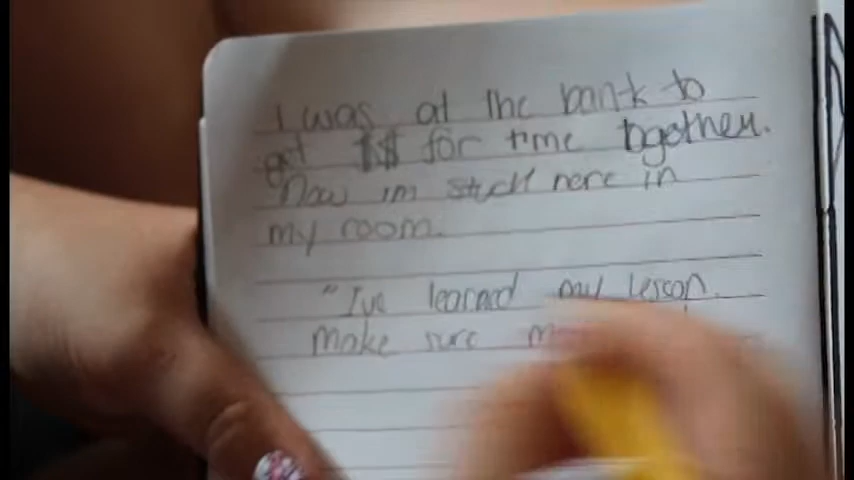 I was at the bank to
get $$ for time together.
Now im stuck here in
my room.
"I've learned my lesson.
make sure